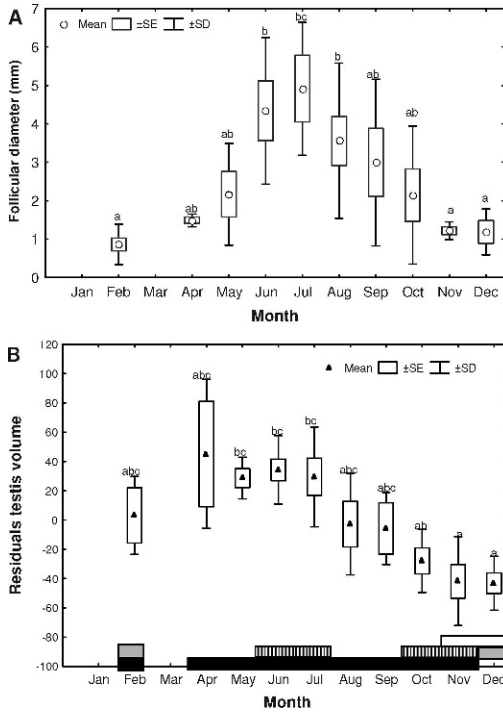 A
Mean ±SE ±SD
7
6
5
4
3
2
1
0
Follicular diameter (mm)
a
ab
ab
b
bc
b
ab
ab
a
a
Jan Feb Mar Apr May Jun Jul Aug Sep Oct Nov Dec
Month
B
Mean ±SE ±SD
120
100
80
60
40
20
0
-20
-40
-60
-80
-100
Residuals testis volume
abc
abc
bc
bc
bc
abc
abc
ab
a
a
Jan Feb Mar Apr May Jun Jul Aug Sep Oct Nov Dec
Month